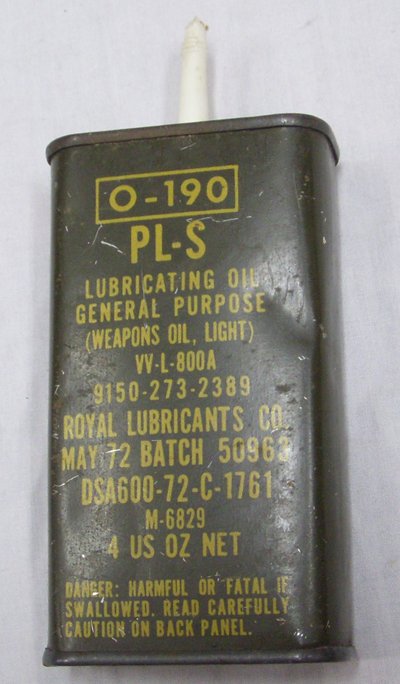 O-190
PL-S
LUBRICATING OIL
GENERAL PURPOSE
(WEAPONS OIL, LIGHT)
VV-L-800A
9150-273-2389
ROYAL LUBRICANTS CO.
MAY 72 BATCH 50963
DSA600-72-C-1761
M-6829
4 US OZ NET
DANGER: HARMFUL OR FATAL IF
SWALLOWED. READ CAREFULLY
CAUTION ON BACK PANEL.